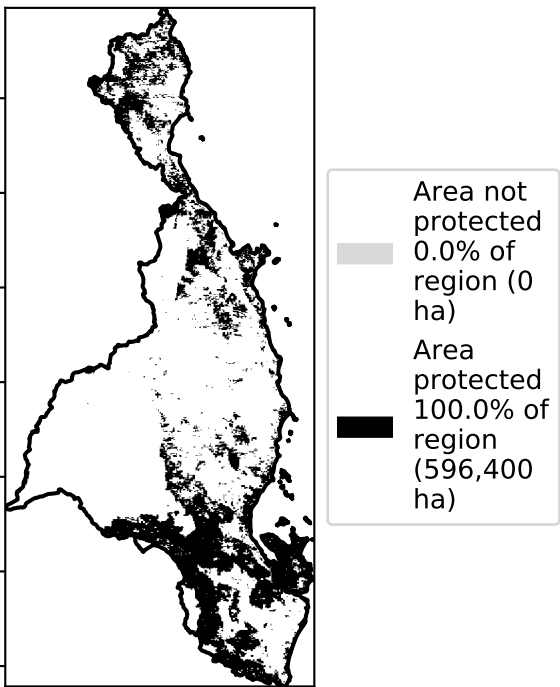 Area not
protected
0.0% of
region (0
ha)
Area
protected
100.0% of
region
(596,400
ha)